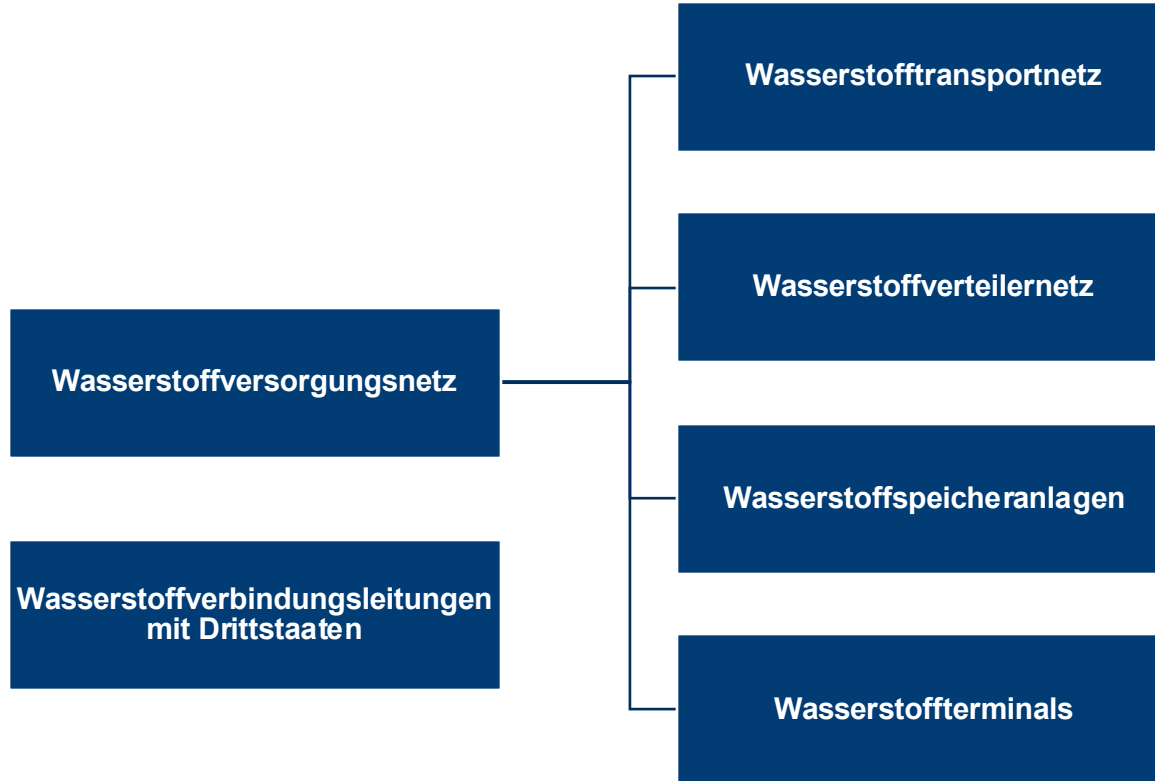 Wasserstofftransportnetz
Wasserstoffverteilernetz
Wasserstoffversorgungsnetz
Wasserstoffspeicheranlagen
Wasserstoffverbindungsleitungen
mit Drittstaaten
Wasserstoffterminals